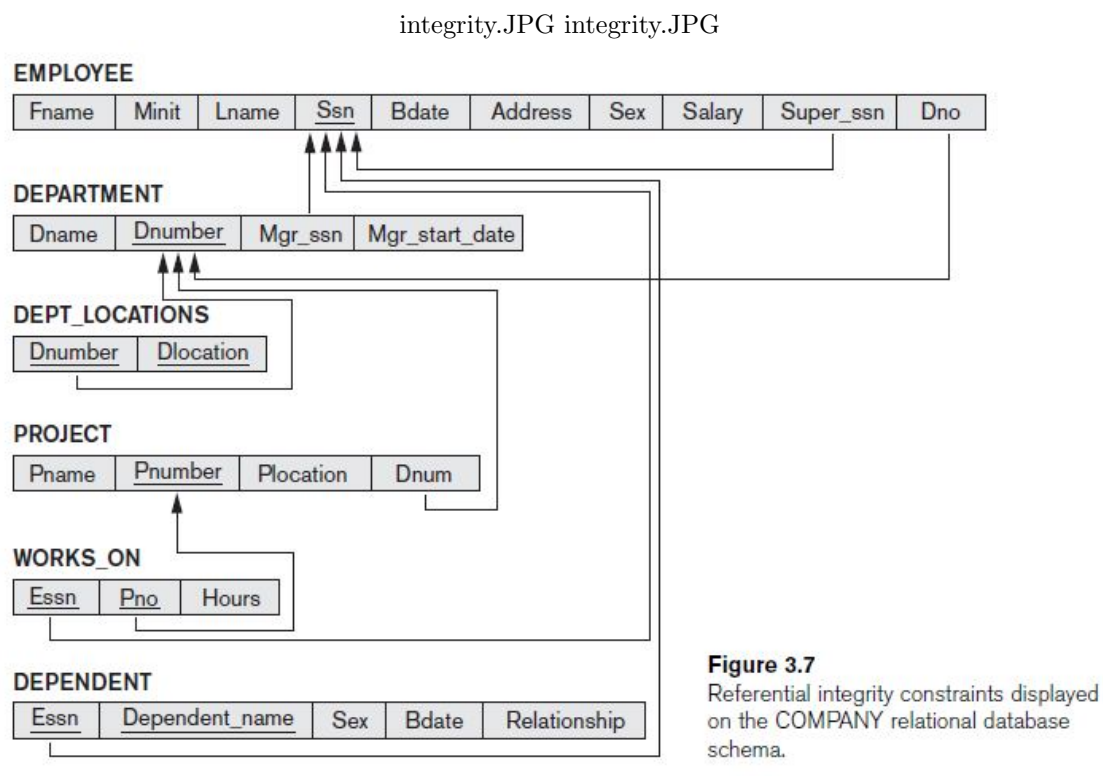 integrity.JPG integrity.JPG
EMPLOYEE
Fname Minit Lname Ssn Bdate Address Sex Salary Super_ssn Dno
DEPARTMENT
Dname Dnumber Mgr_ssn Mgr_start_date
DEPT_LOCATIONS
Dnumber Dlocation
PROJECT
Pname Pnumber Plocation Dnum
WORKS_ON
Essn Pno Hours
DEPENDENT
Essn Dependent_name Sex Bdate Relationship
Figure 3.7
Referential integrity constraints displayed
on the COMPANY relational database
schema.